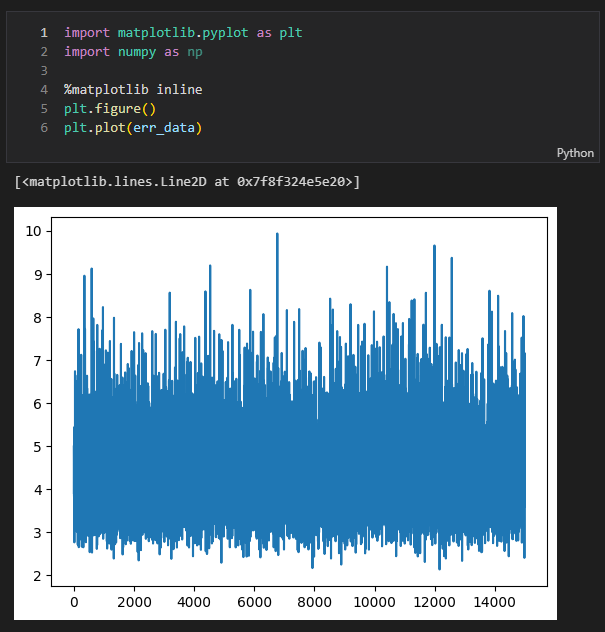 1 import matplotlib.pyplot as plt
2 import numpy as np
3
4 %matplotlib inline
5 plt.figure()
6 plt.plot(err_data)
Python
[<matplotlib.lines.Line2D at 0x7f8f324e5e20>]
10
9
8
7
6
5
4
3
2
0 2000 4000 6000 8000 10000 12000 14000